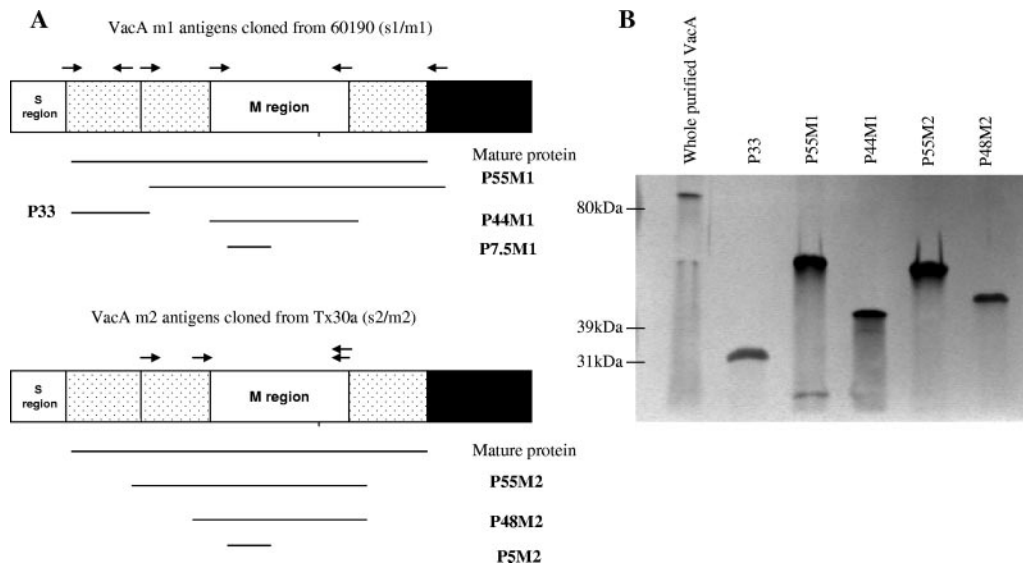 A
VacA m1 antigens cloned from 60190 (s1/m1)
S
region
M region
Mature protein
P55M1
P33
P44M1
P7.5M1
VacA m2 antigens cloned from Tx30a (s2/m2)
S
region
M region
Mature protein
P55M2
P48M2
P5M2
B
Whole purified VacA
P33
P55M1
P44M1
P55M2
P48M2
80kDa
39kDa
31kDa